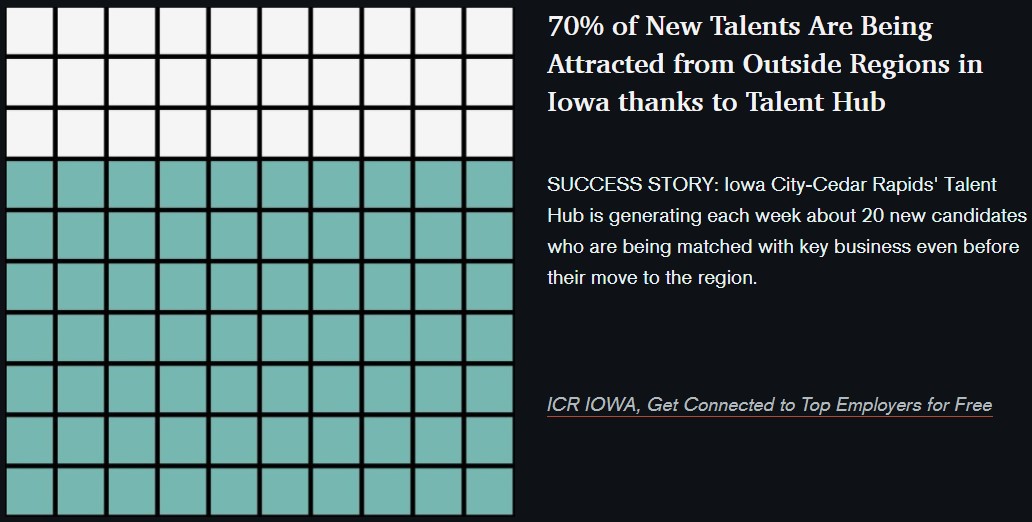 70% of New Talents Are Being
Attracted from Outside Regions in
Iowa thanks to Talent Hub
SUCCESS STORY: Iowa City-Cedar Rapids' Talent
Hub is generating each week about 20 new candidates
who are being matched with key business even before
their move to the region.
ICR IOWA, Get Connected to Top Employers for Free